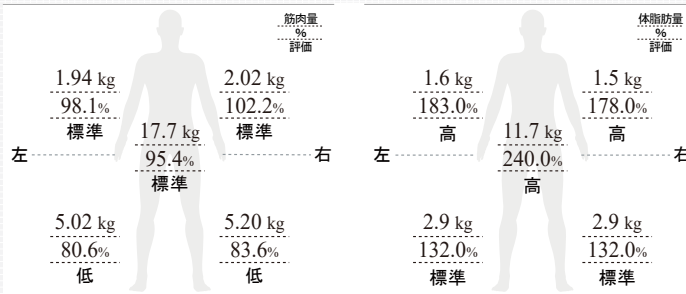 筋肉量
%
評価
1.94 kg
98.1%
標準
2.02 kg
102.2%
標準
17.7 kg
95.4%
標準
左
右
5.02 kg
80.6%
低
5.20 kg
83.6%
低
体脂肪量
%
評価
1.6 kg
183.0%
高
1.5 kg
178.0%
高
11.7 kg
240.0%
高
左
右
2.9 kg
132.0%
標準
2.9 kg
132.0%
標準